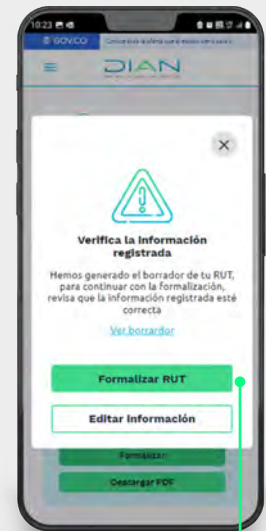 10:23
GOV.CO
DIAN
Verifica la información
registrada
Hemos generado el borrador de tu RUT,
para continuar con la formalización,
revisa que la información registrada esté
correcta
Ver borrardor
Formalizar RUT
Editar información
Formalizar
Descargar PDF